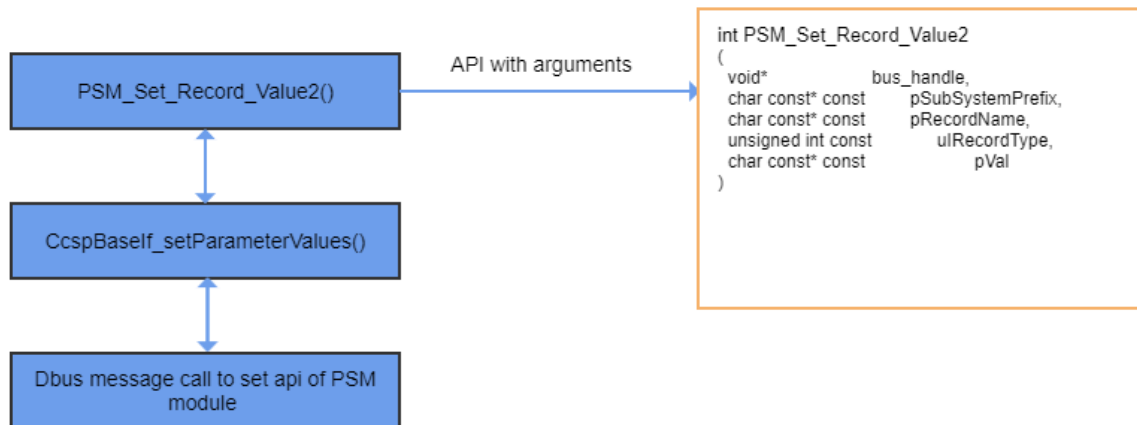 PSM_Set_Record_Value2()
API with arguments
int PSM_Set_Record_Value2
(
void* bus_handle,
char const* const pSubSystemPrefix,
char const* const pRecordName,
unsigned int const ulRecordType,
char const* const pVal
)
CcspBaseIf_setParameterValues()
Dbus message call to set api of PSM
module